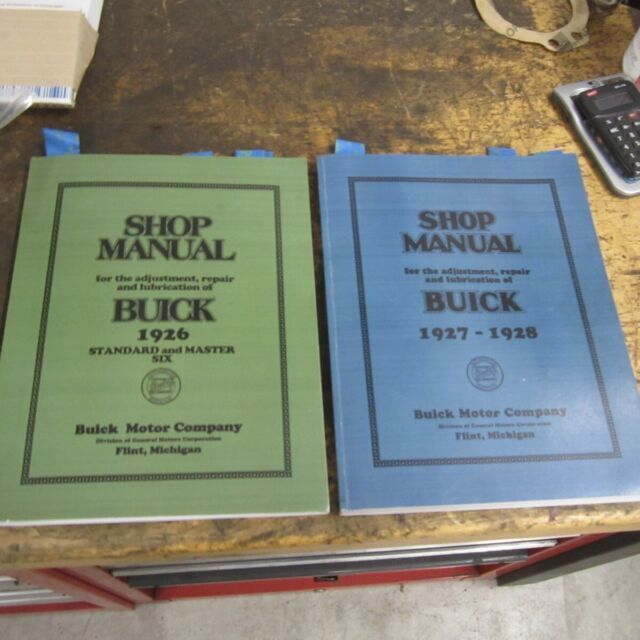 SHOP
MANUAL
for the adjustment, repair
and lubrication of
BUICK
1926
STANDARD and MASTER
SIX
Buick Motor Company
Division of General Motors Corporation
Flint, Michigan
SHOP
MANUAL
for the adjustment, repair
and lubrication of
BUICK
1927 - 1928
Buick Motor Company
Division of General Motors Corporation
Flint, Michigan